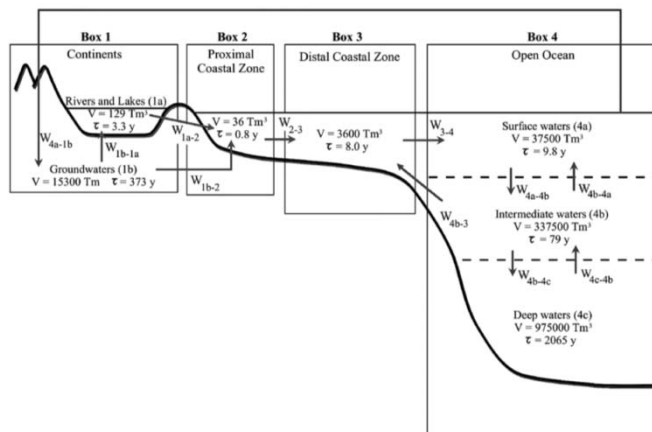 Box 1
Continents
Rivers and Lakes (1a)
V = 129 Tm³
τ = 3.3 y
W4a-1b
W1b-1a
Groundwaters (1b)
V = 15300 Tm τ = 373 y
W1a-2
W1b-2
Box 2
Proximal
Coastal Zone
V = 36 Tm³
τ = 0.8 y
W2-3
Box 3
Distal Coastal Zone
V = 3600 Tm³
τ = 8.0 y
W3-4
W4b-3
Box 4
Open Ocean
Surface waters (4a)
V = 37500 Tm³
τ = 9.8 y
W4a-4b
W4b-4a
Intermediate waters (4b)
V = 337500 Tm³
τ = 79 y
W4b-4c
W4c-4b
Deep waters (4c)
V = 975000 Tm³
τ = 2065 y